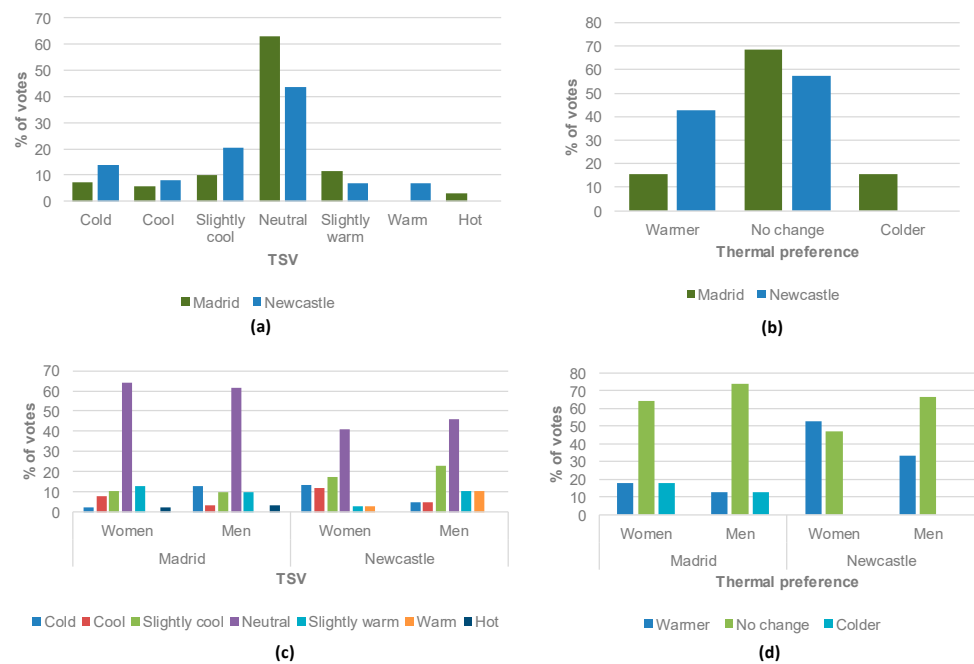 70
60
50
40
30
20
10
0
% of votes
Cold Cool Slightly cool Neutral Slightly warm Warm Hot
TSV
Madrid Newcastle
(a)
80
70
60
50
40
30
20
10
0
% of votes
Warmer No change Colder
Thermal preference
Madrid Newcastle
(b)
70
60
50
40
30
20
10
0
% of votes
Women Men Women Men
Madrid Newcastle
TSV
Cold Cool Slightly cool Neutral Slightly warm Warm Hot
(c)
80
70
60
50
40
30
20
10
0
% of votes
Women Men Women Men
Madrid Newcastle
Thermal preference
Warmer No change Colder
(d)